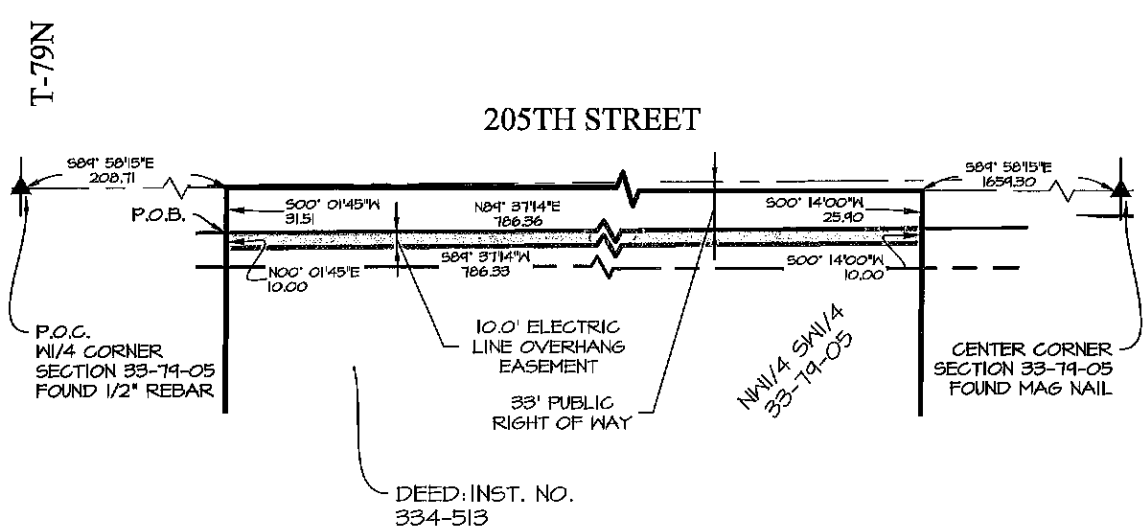 T-79N
205TH STREET
S89° 58'15"E
208.71
S89° 58'15"E
1659.30
P.O.B.
S00° 01'45"W
31.51
N89° 37'14"E
786.36
S00° 14'00"W
25.90
N00° 01'45"E
10.00
S89° 37'14"W
786.33
S00° 14'00"W
10.00
P.O.C.
W1/4 CORNER
SECTION 33-79-05
FOUND 1/2" REBAR
10.0' ELECTRIC
LINE OVERHANG
EASEMENT
33' PUBLIC
RIGHT OF WAY
NW1/4 SW1/4
33-79-05
CENTER CORNER
SECTION 33-79-05
FOUND MAG NAIL
DEED: INST. NO.
334-513